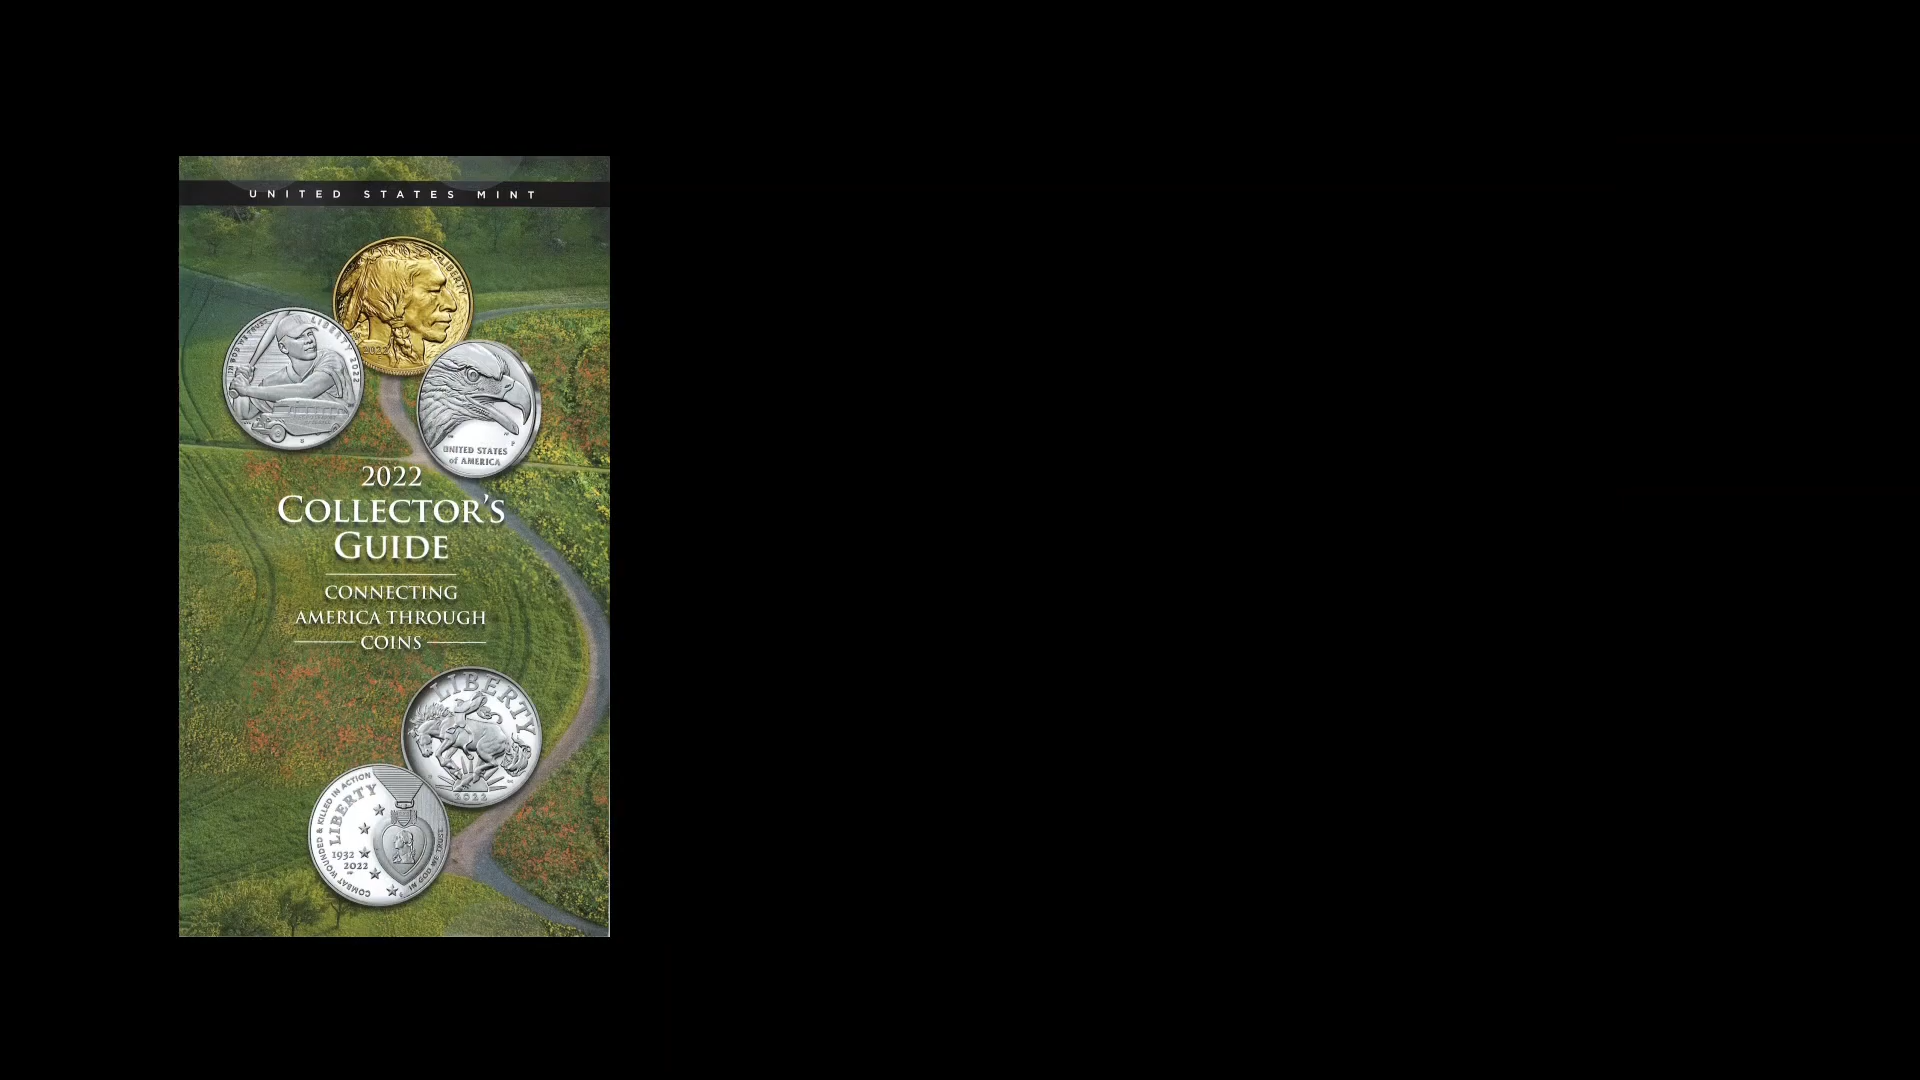 UNITED STATES MINT
LIBERTY
2022
IN GOD WE TRUST
LIBERTY 2022
S
P
UNITED STATES
of AMERICA
2022
COLLECTOR'S
GUIDE
CONNECTING
AMERICA THROUGH
COINS
LIBERTY
2022
COMBAT WOUNDED & KILLED IN ACTION
LIBERTY
1932
2022
IN GOD WE TRUST